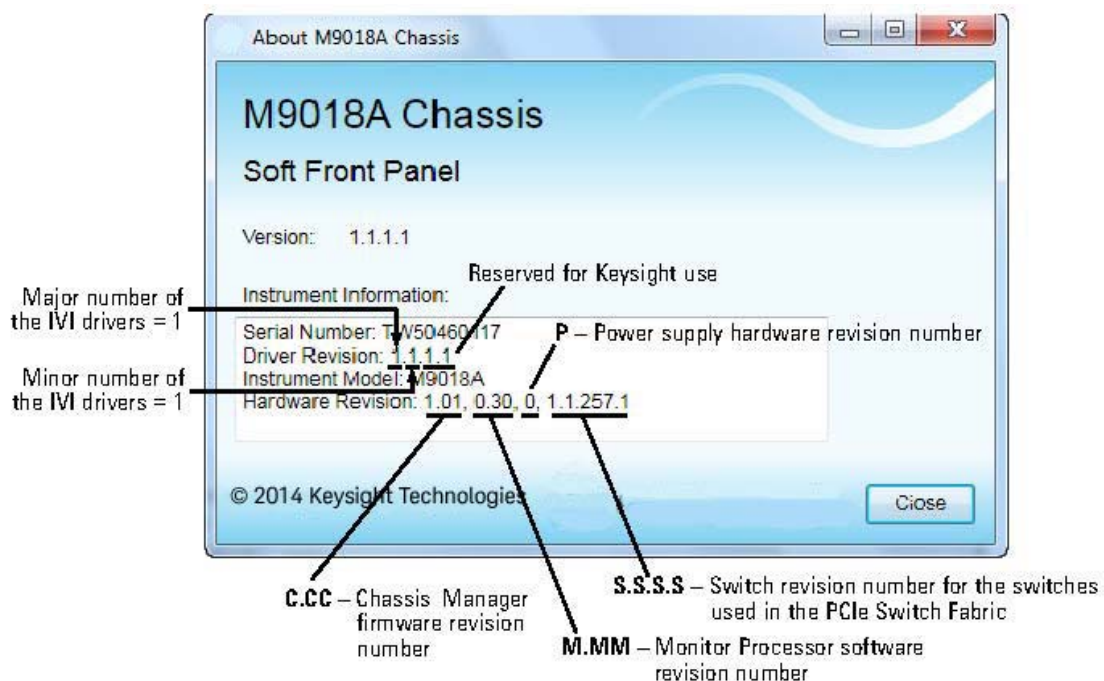 About M9018A Chassis
M9018A Chassis
Soft Front Panel
Version: 1.1.1.1
Reserved for Keysight use
Major number of
the IVI drivers = 1
Instrument Information:
Serial Number: TW50460417
P – Power supply hardware revision number
Driver Revision: 1.1.1.1
Minor number of
the IVI drivers = 1
Instrument Model: M9018A
Hardware Revision: 1.01, 0.30, 0, 1.1.257.1
© 2014 Keysight Technologies
Close
C.CC – Chassis Manager
firmware revision
number
S.S.S.S – Switch revision number for the switches
used in the PCIe Switch Fabric
M.MM – Monitor Processor software
revision number